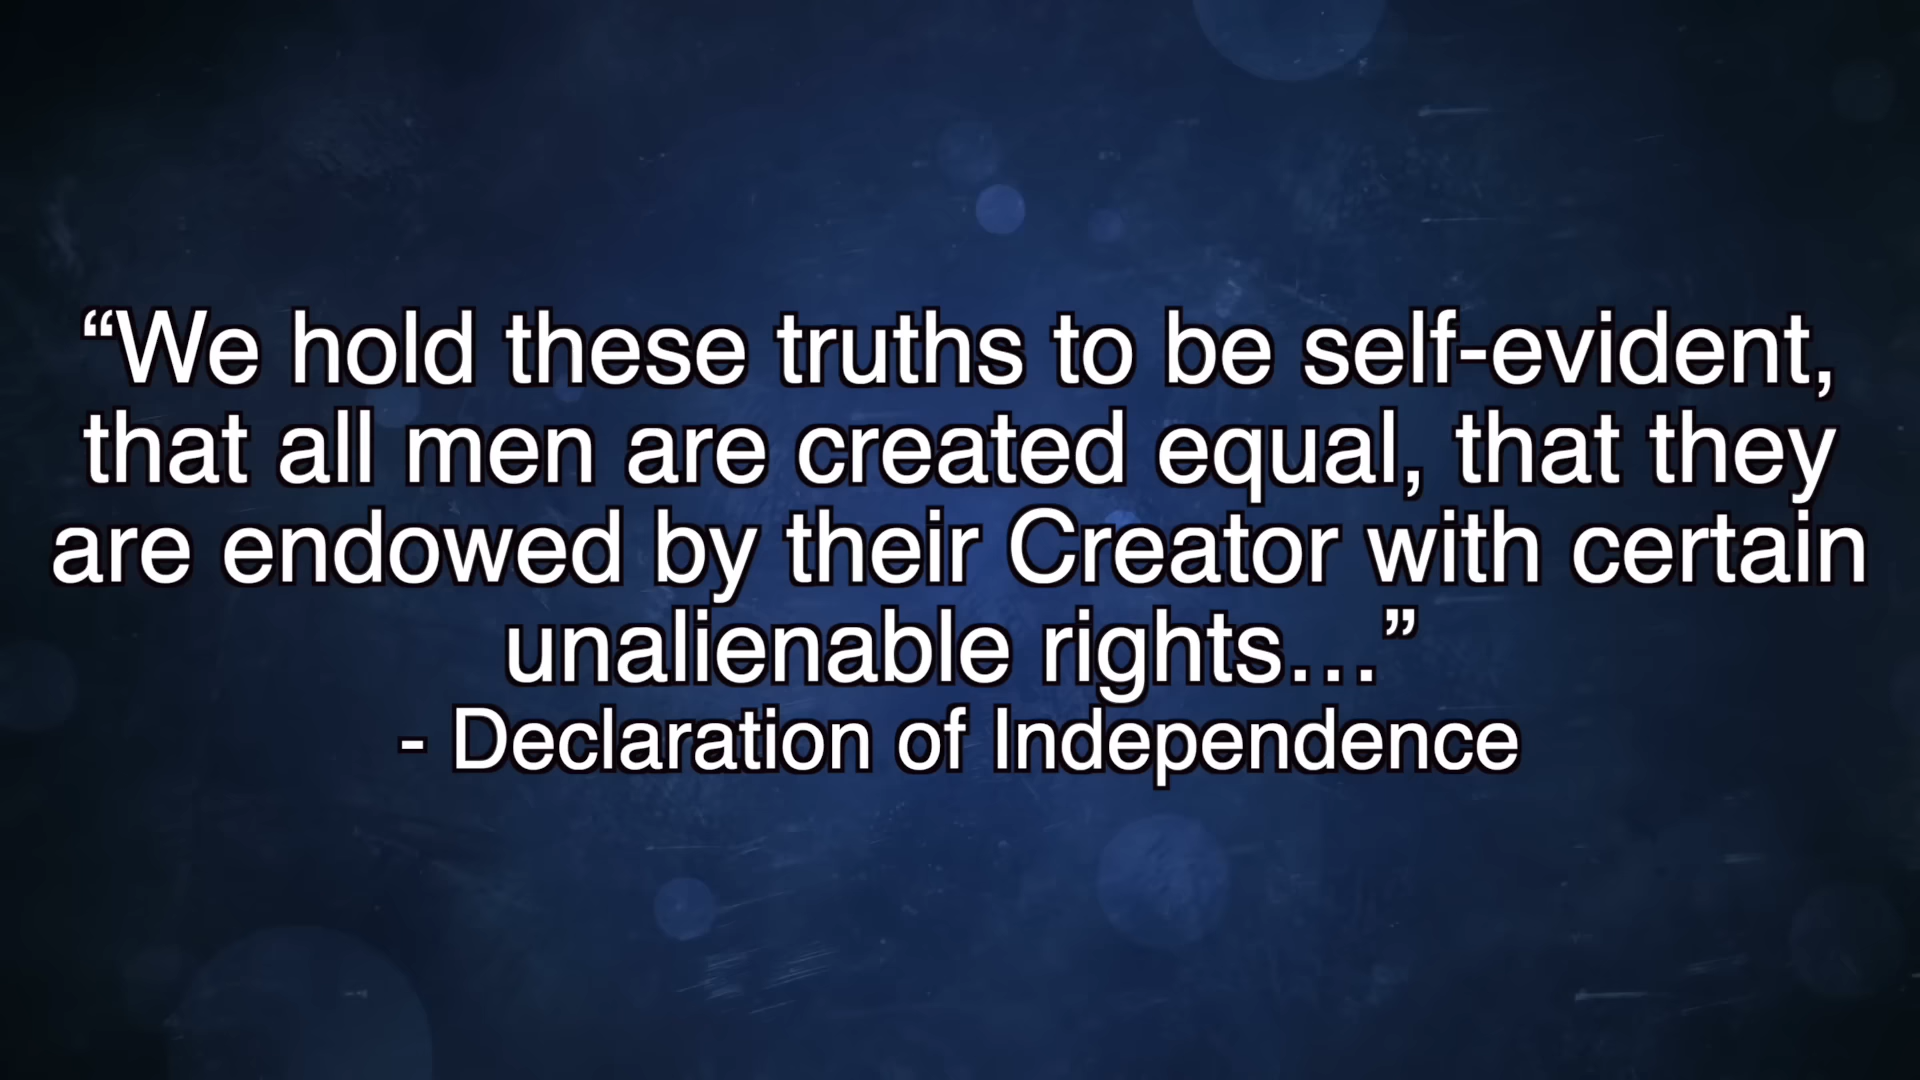 “We hold these truths to be self-evident,
that all men are created equal, that they
are endowed by their Creator with certain
unalienable rights…”
- Declaration of Independence